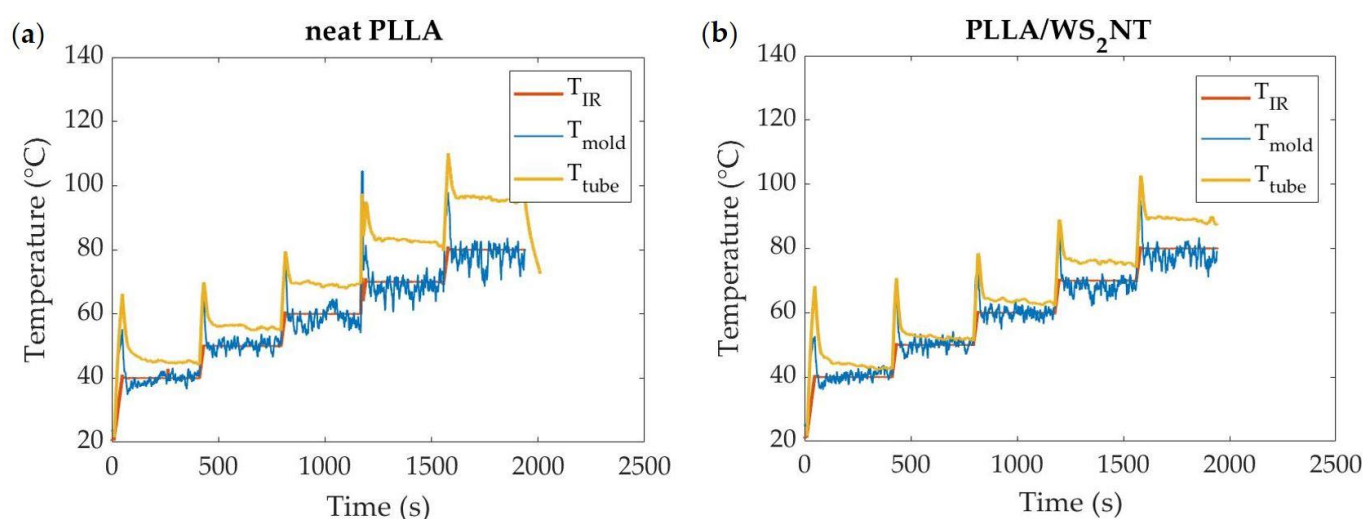 (a)
neat PLLA
140
120
100
80
60
40
20
Temperature (°C)
T_IR
T_mold
T_tube
0
500
1000
1500
2000
2500
Time (s)
(b)
PLLA/WS₂NT
140
120
100
80
60
40
20
Temperature (°C)
T_IR
T_mold
T_tube
0
500
1000
1500
2000
2500
Time (s)